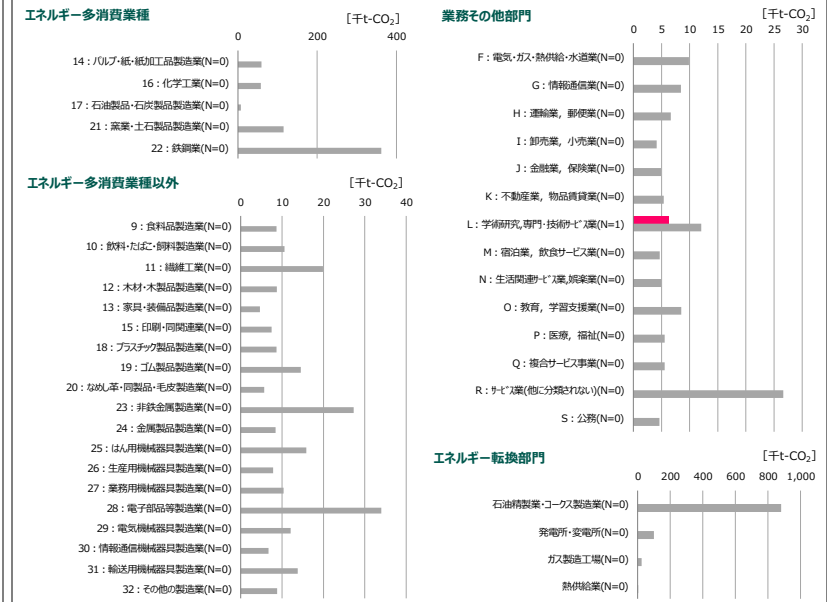 エネルギー多消費業種
[千t-CO₂]
0 200 400
14：パルプ・紙・紙加工品製造業(N=0)
16：化学工業(N=0)
17：石油製品・石炭製品製造業(N=0)
21：窯業・土石製品製造業(N=0)
22：鉄鋼業(N=0)
エネルギー多消費業種以外
[千t-CO₂]
0 10 20 30 40
9：食料品製造業(N=0)
10：飲料・たばこ・飼料製造業(N=0)
11：繊維工業(N=0)
12：木材・木製品製造業(N=0)
13：家具・装備品製造業(N=0)
15：印刷・同関連業(N=0)
18：プラスチック製品製造業(N=0)
19：ゴム製品製造業(N=0)
20：なめし革・同製品・毛皮製造業(N=0)
23：非鉄金属製造業(N=0)
24：金属製品製造業(N=0)
25：はん用機械器具製造業(N=0)
26：生産用機械器具製造業(N=0)
27：業務用機械器具製造業(N=0)
28：電子部品等製造業(N=0)
29：電気機械器具製造業(N=0)
30：情報通信機械器具製造業(N=0)
31：輸送用機械器具製造業(N=0)
32：その他の製造業(N=0)
業務その他部門
[千t-CO₂]
0 5 10 15 20 25 30
F：電気・ガス・熱供給・水道業(N=0)
G：情報通信業(N=0)
H：運輸業，郵便業(N=0)
I：卸売業，小売業(N=0)
J：金融業，保険業(N=0)
K：不動産業，物品賃貸業(N=0)
L：学術研究,専門・技術ｻｰﾋﾞｽ業(N=1)
M：宿泊業，飲食サービス業(N=0)
N：生活関連ｻｰﾋﾞｽ業,娯楽業(N=0)
O：教育，学習支援業(N=0)
P：医療，福祉(N=0)
Q：複合サービス事業(N=0)
R：ｻｰﾋﾞｽ業(他に分類されない)(N=0)
S：公務(N=0)
エネルギー転換部門
[千t-CO₂]
0 200 400 600 800 1,000
石油精製業・コークス製造業(N=0)
発電所・変電所(N=0)
ガス製造工場(N=0)
熱供給業(N=0)